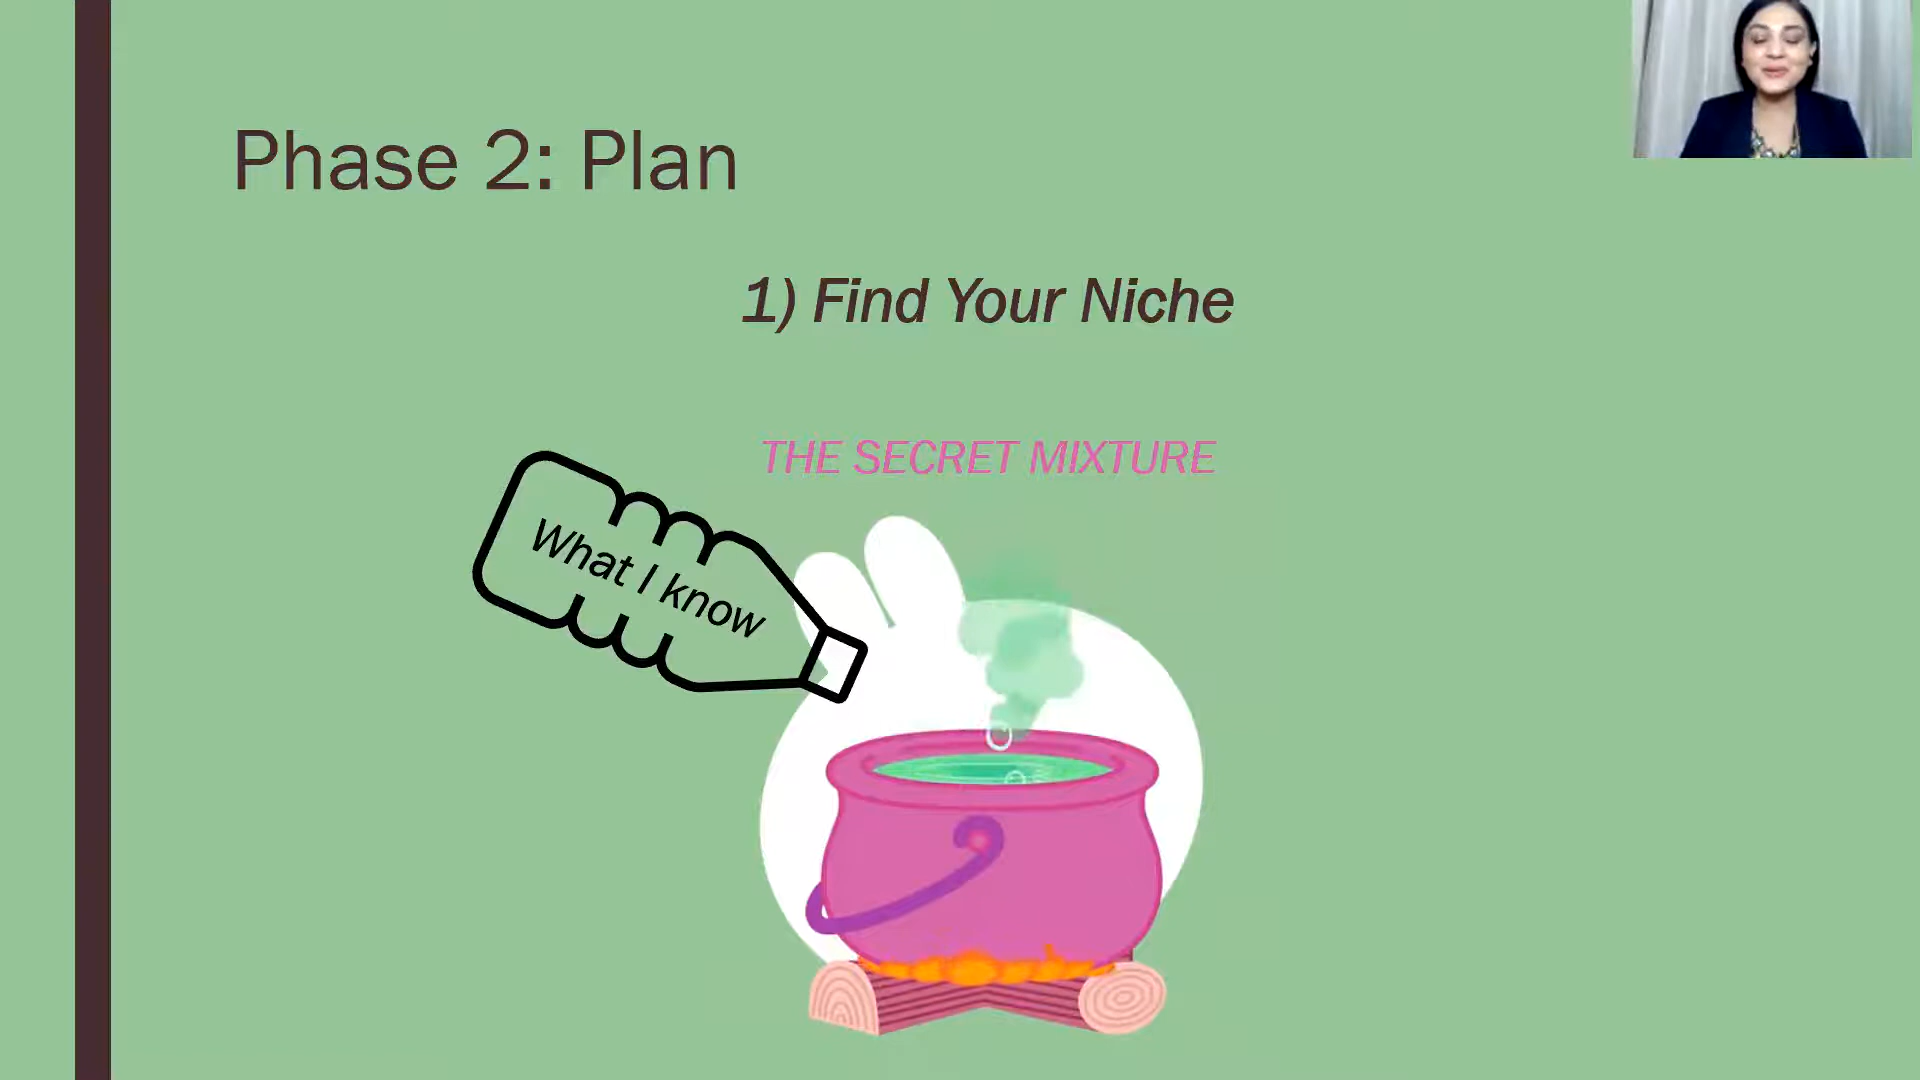 Phase 2: Plan
1) Find Your Niche
THE SECRET MIXTURE
What I know